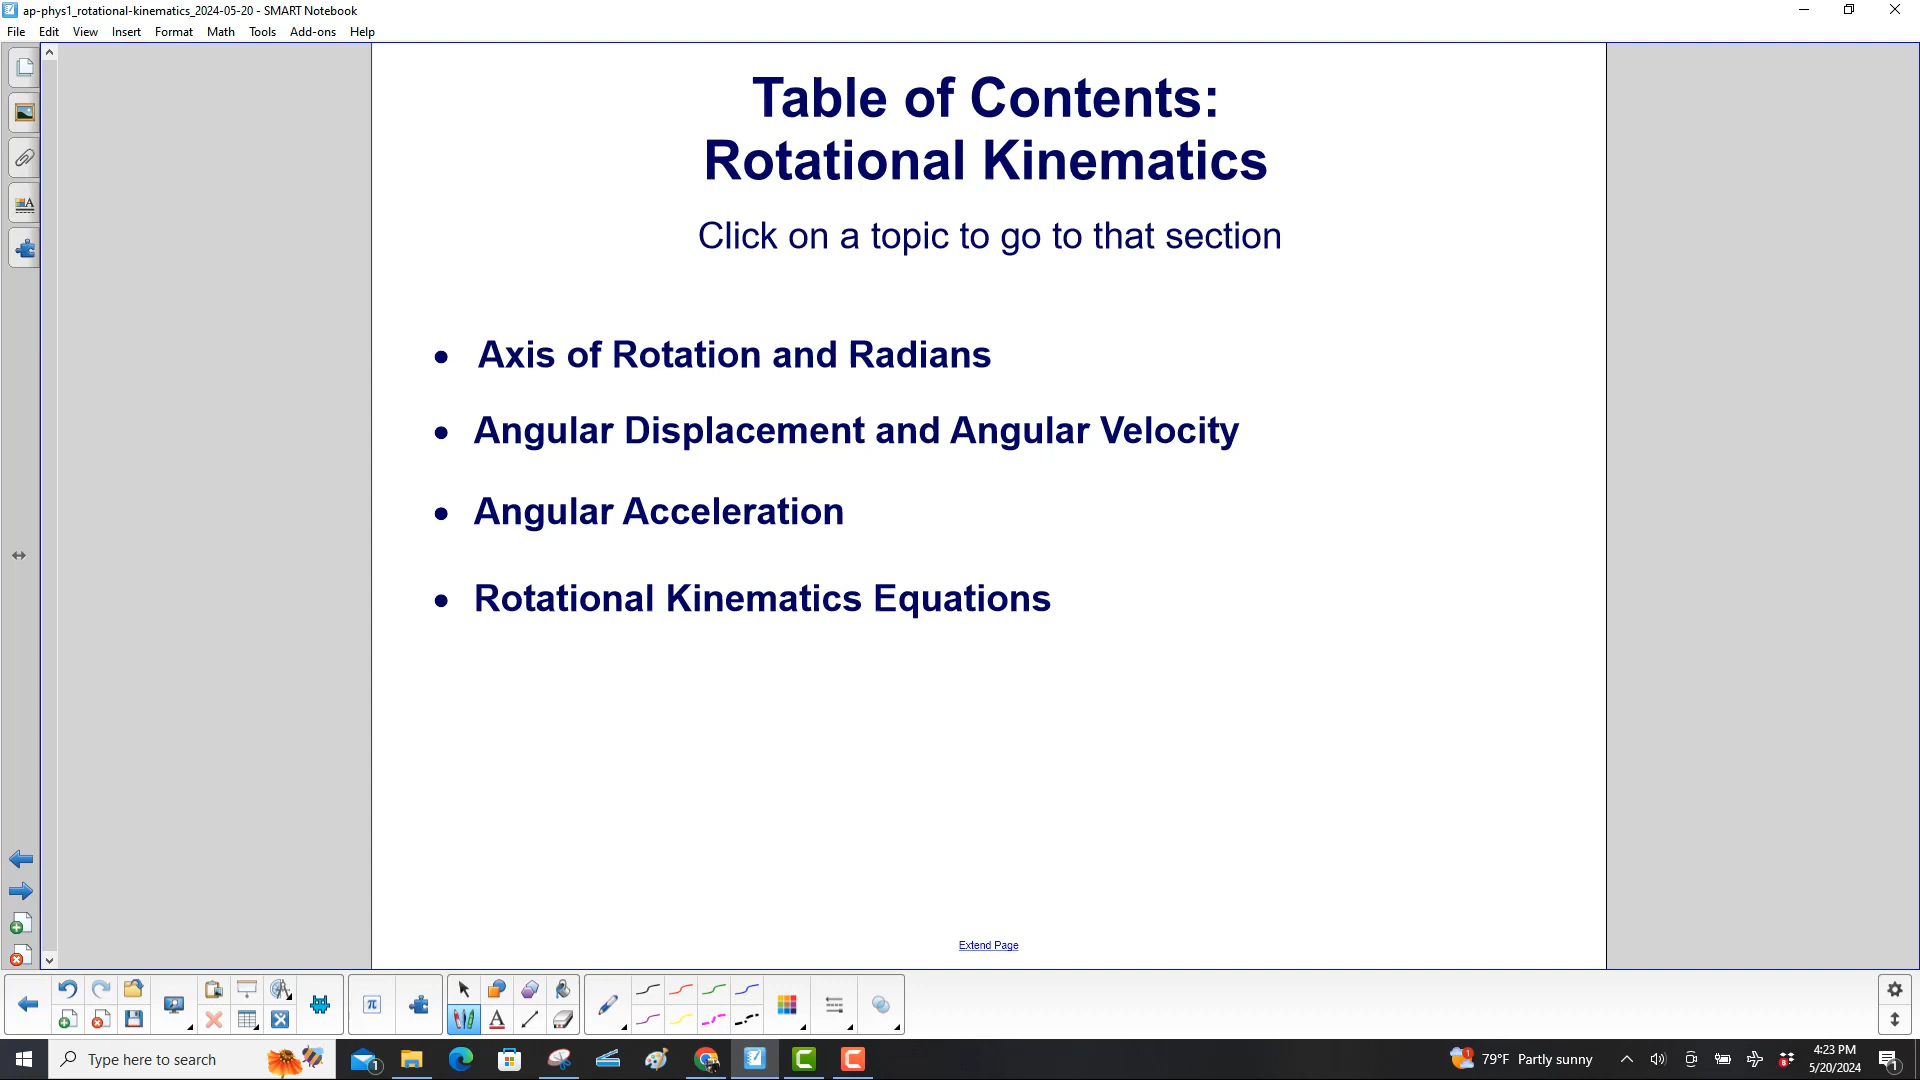 ap-phys1_rotational-kinematics_2024-05-20 - SMART Notebook
File Edit View Insert Format Math Tools Add-ons Help
Table of Contents:
Rotational Kinematics
Click on a topic to go to that section
• Axis of Rotation and Radians
• Angular Displacement and Angular Velocity
• Angular Acceleration
• Rotational Kinematics Equations
Extend Page
Type here to search
79°F Partly sunny
4:23 PM
5/20/2024